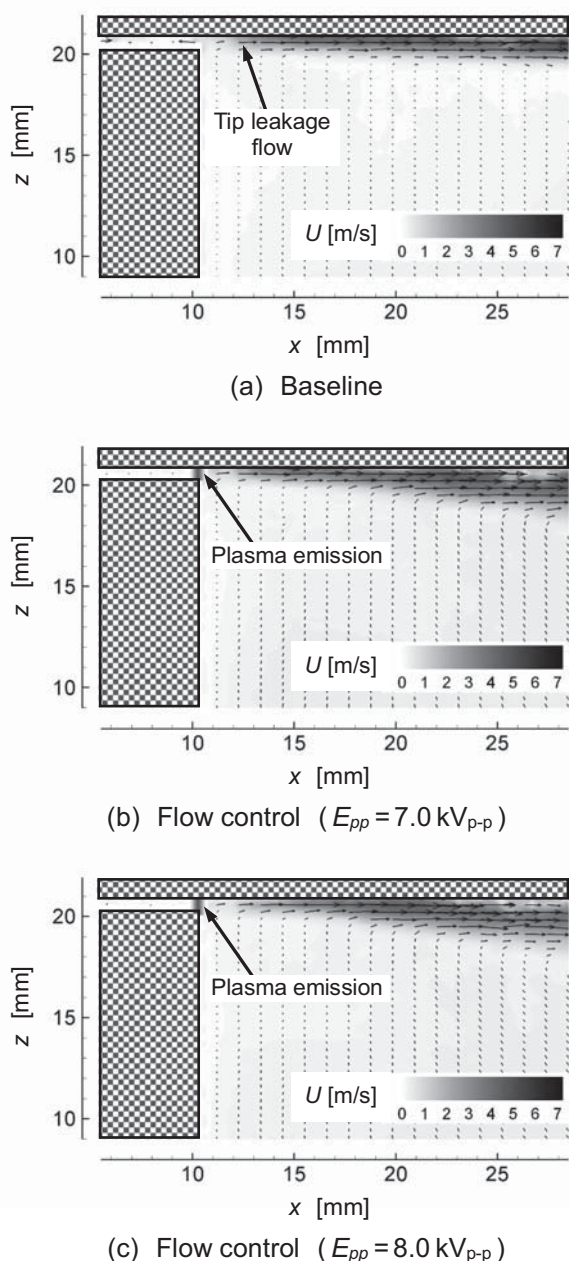 20
15
10
z [mm]
Tip leakage
flow
U [m/s]
0 1 2 3 4 5 6 7
10 15 20 25
x [mm]
(a) Baseline
20
15
10
z [mm]
Plasma emission
U [m/s]
0 1 2 3 4 5 6 7
10 15 20 25
x [mm]
(b) Flow control ( Epp = 7.0 kVp-p )
20
15
10
z [mm]
Plasma emission
U [m/s]
0 1 2 3 4 5 6 7
10 15 20 25
x [mm]
(c) Flow control ( Epp = 8.0 kVp-p )